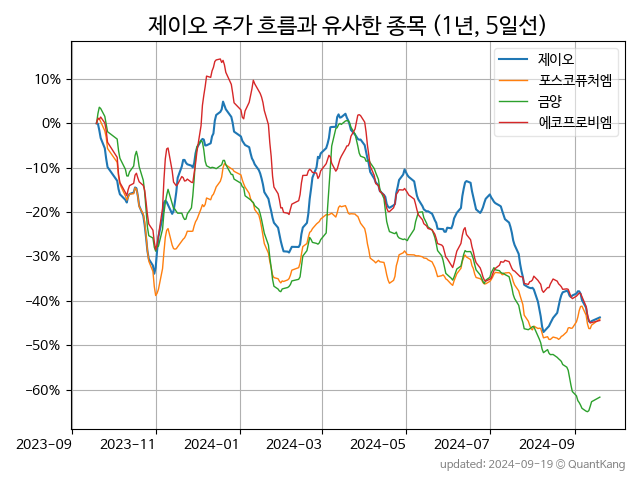 제이오 주가 흐름과 유사한 종목 (1년, 5일선)
제이오
포스코퓨처엠
금양
에코프로비엠
10%
0%
−10%
−20%
−30%
−40%
−50%
−60%
2023-09
2023-11
2024-01
2024-03
2024-05
2024-07
2024-09
updated: 2024-09-19 © QuantKang